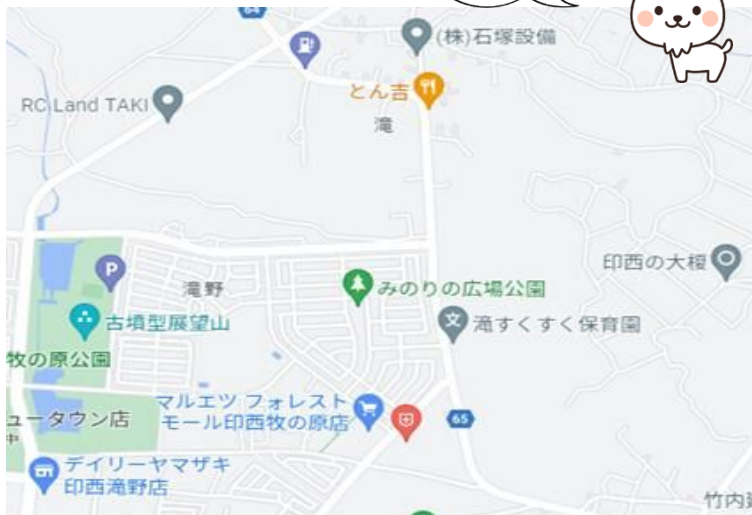 64
(株)石塚設備
とん吉
RC Land TAKI
滝
印西の大榎
P
滝野
みのりの広場公園
古墳型展望山
文
滝すくすく保育園
牧の原公園
マルエツ フォレスト
モール印西牧の原店
65
ュータウン店
中
デイリーヤマザキ
印西滝野店
竹内